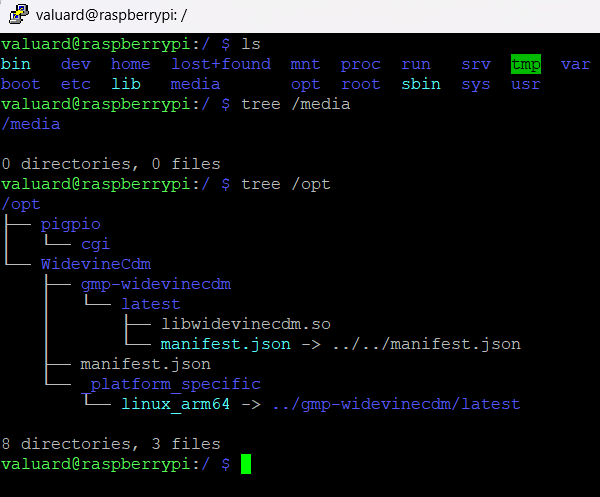 valuard@raspberrypi: /
valuard@raspberrypi:/ $ ls
bin   dev  home  lost+found  mnt  proc  run   srv  tmp  var
boot  etc  lib   media       opt  root  sbin  sys  usr
valuard@raspberrypi:/ $ tree /media
/media

0 directories, 0 files
valuard@raspberrypi:/ $ tree /opt
/opt
├── pigpio
│   └── cgi
└── WidevineCdm
    ├── gmp-widevinecdm
    │   └── latest
    │       ├── libwidevinecdm.so
    │       └── manifest.json -> ../../manifest.json
    ├── manifest.json
    └── _platform_specific
        └── linux_arm64 -> ../gmp-widevinecdm/latest

8 directories, 3 files
valuard@raspberrypi:/ $